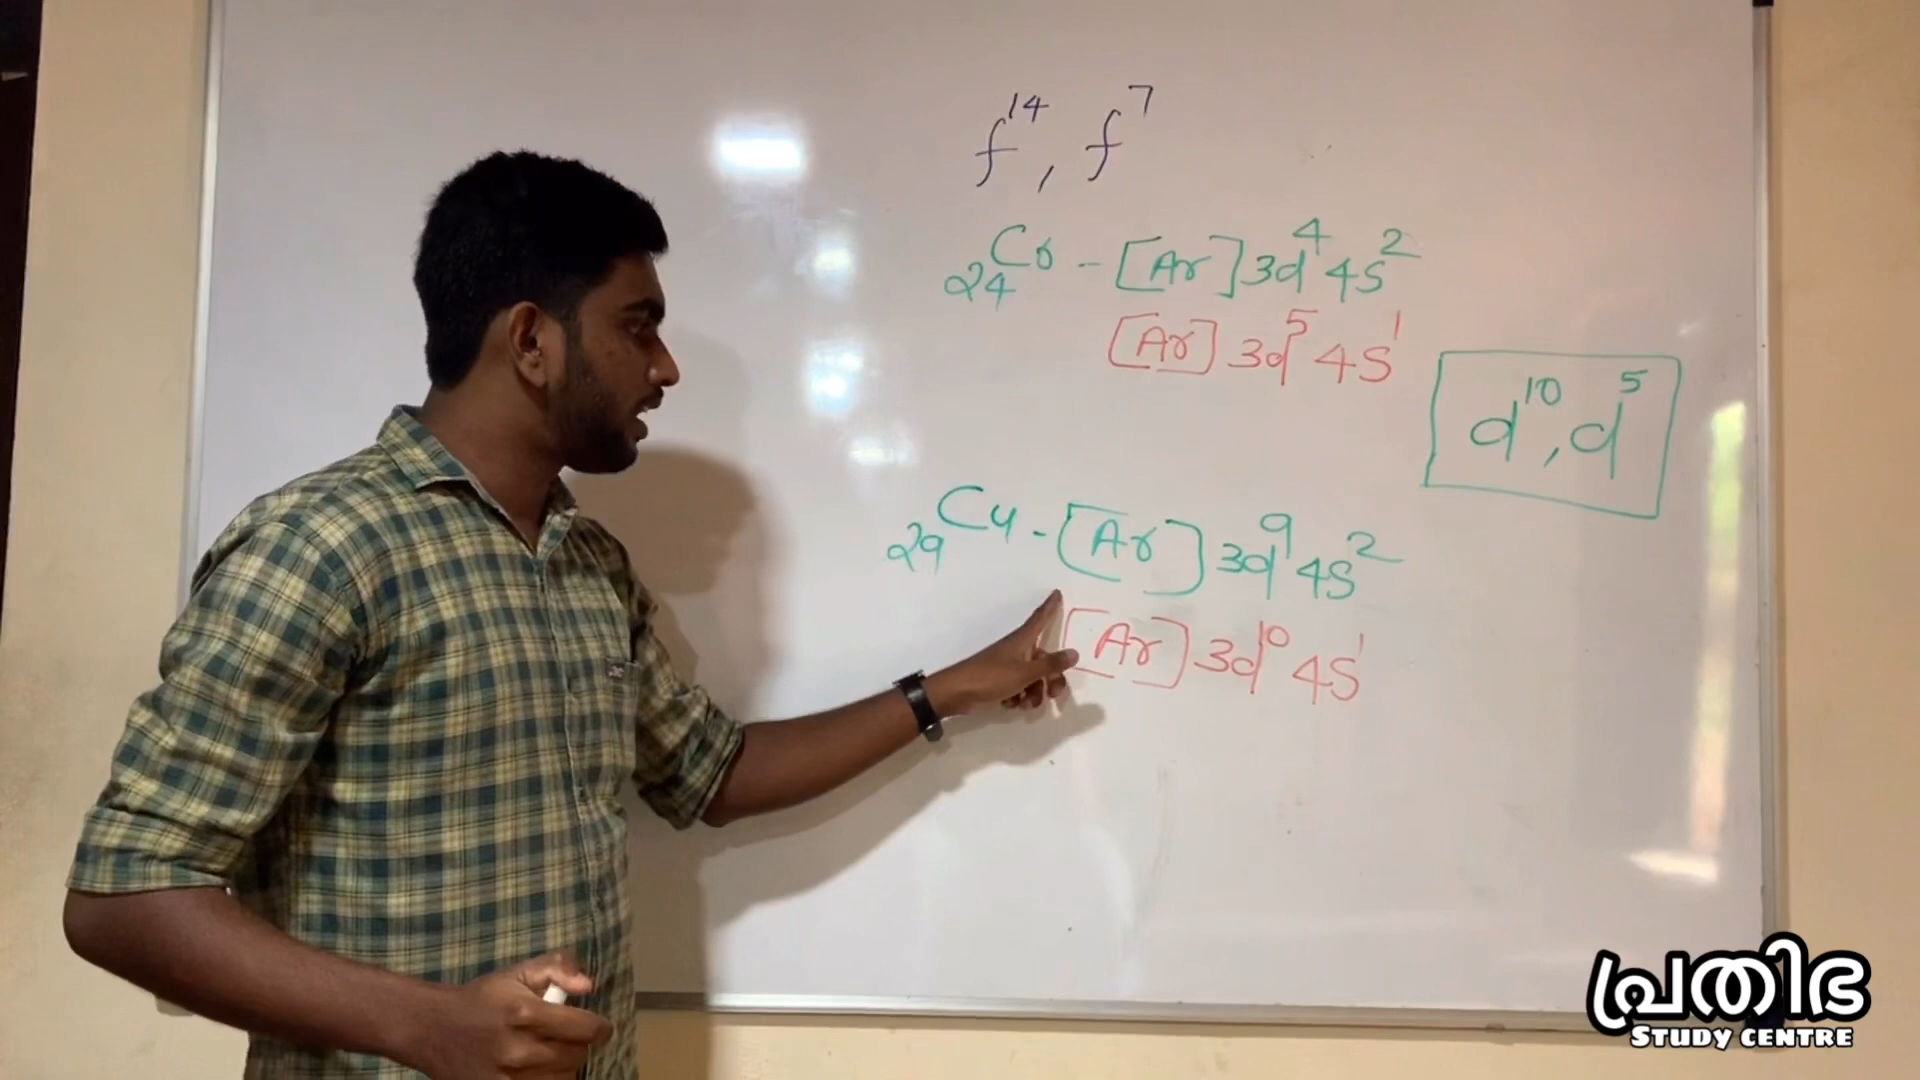 f¹⁴, f⁷
₂₄Cr - [Ar] 3d⁴ 4s²
[Ar] 3d⁵ 4s¹
d¹⁰, d⁵
₂₉Cu - [Ar] 3d⁹ 4s²
[Ar] 3d¹⁰ 4s¹
പ്രതിഭ
STUDY CENTRE